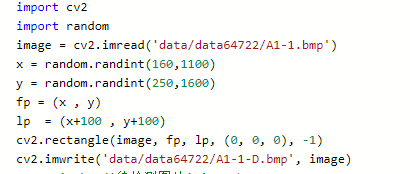 import cv2
import random
image = cv2.imread('data/data64722/A1-1.bmp')
x = random.randint(160,1100)
y = random.randint(250,1600)
fp = (x , y)
lp  = (x+100 , y+100)
cv2.rectangle(image, fp, lp, (0, 0, 0), -1)
cv2.imwrite('data/data64722/A1-1-D.bmp', image)